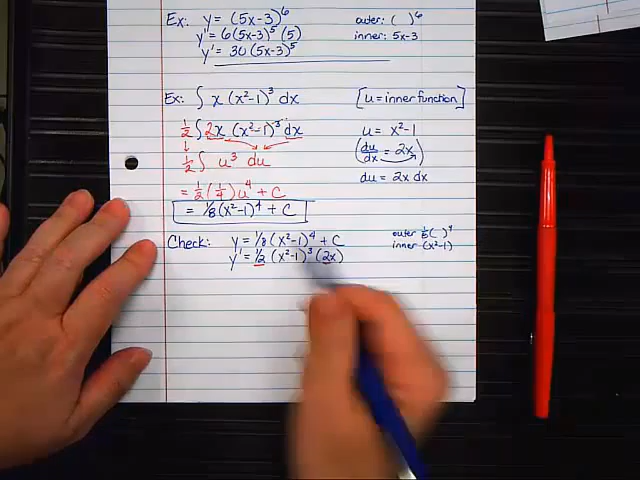 Ex: y = (5x-3)⁶ outer: ( )⁶
y' = 6(5x-3)⁵(5) inner: 5x-3
y' = 30(5x-3)⁵
Ex: ∫ x (x²-1)³ dx [u = inner function]
½ ∫ 2x (x²-1)³ dx u = x²-1
↓ (du/dx = 2x)
½ ∫ u³ du du = 2x dx
= ½(¼)u⁴ + C
= ⅛(x²-1)⁴ + C
Check: y = ⅛(x²-1)⁴ + C outer ⅛( )⁴
y' = ½(x²-1)³(2x) inner (x²-1)